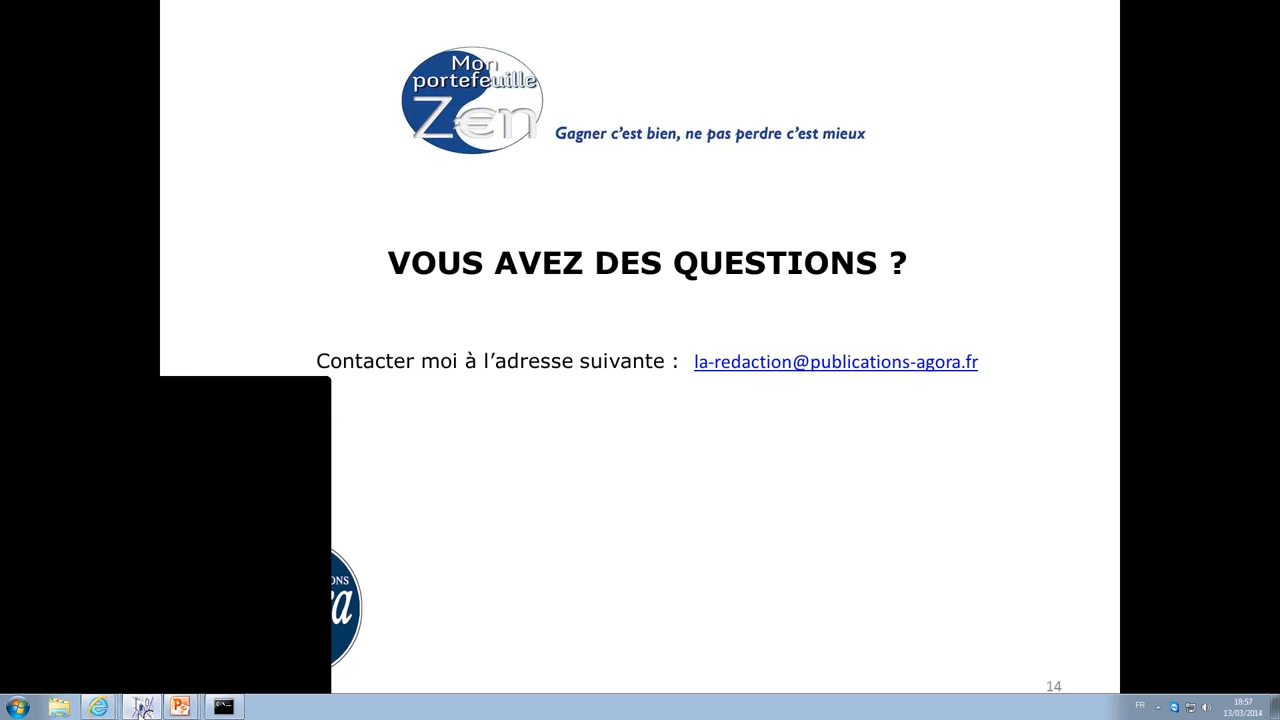 Mon
portefeuille
Z€n
Gagner c'est bien, ne pas perdre c'est mieux
VOUS AVEZ DES QUESTIONS ?
Contacter moi à l’adresse suivante : la-redaction@publications-agora.fr
14
FR
18:57
13/03/2014